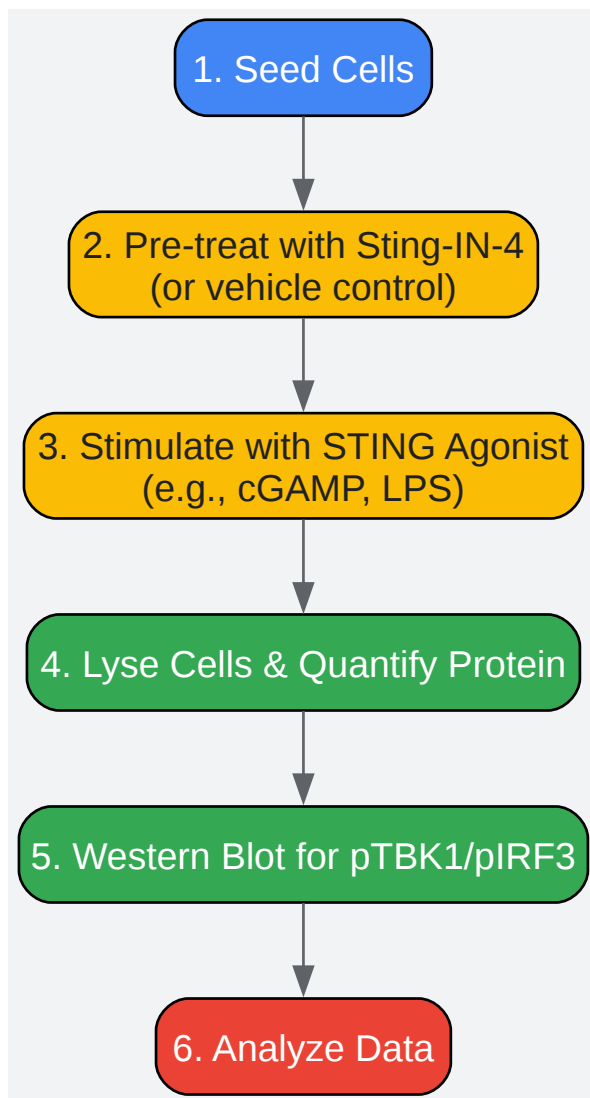 1. Seed Cells
2. Pre-treat with Sting-IN-4
(or vehicle control)
3. Stimulate with STING Agonist
(e.g., cGAMP, LPS)
4. Lyse Cells & Quantify Protein
5. Western Blot for pTBK1/pIRF3
6. Analyze Data